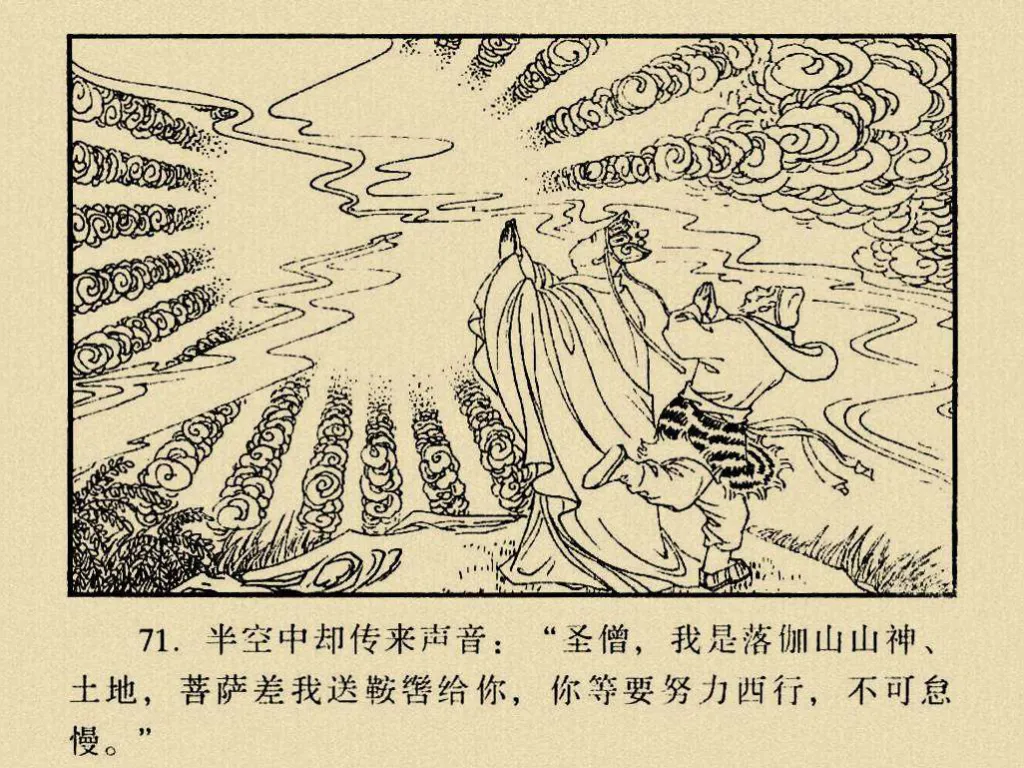 71. 半空中却传来声音：“圣僧，我是落伽山山神、
土地，菩萨差我送鞍辔给你，你等要努力西行，不可怠
慢。”